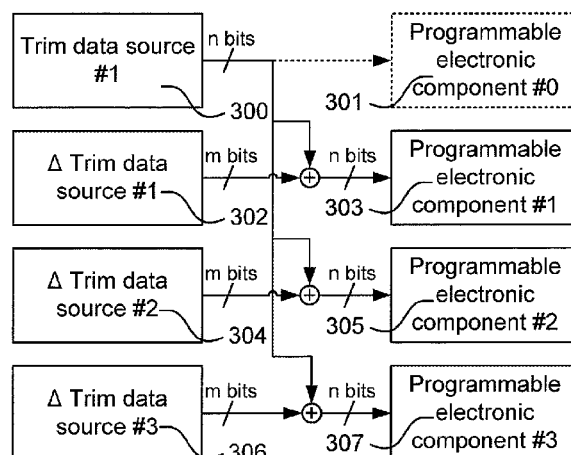 Trim data source
#1
n bits
300
301
Programmable
electronic
component #0
Δ Trim data
source #1
m bits
302
n bits
303
Programmable
electronic
component #1
Δ Trim data
source #2
m bits
304
n bits
305
Programmable
electronic
component #2
Δ Trim data
source #3
m bits
306
n bits
307
Programmable
electronic
component #3